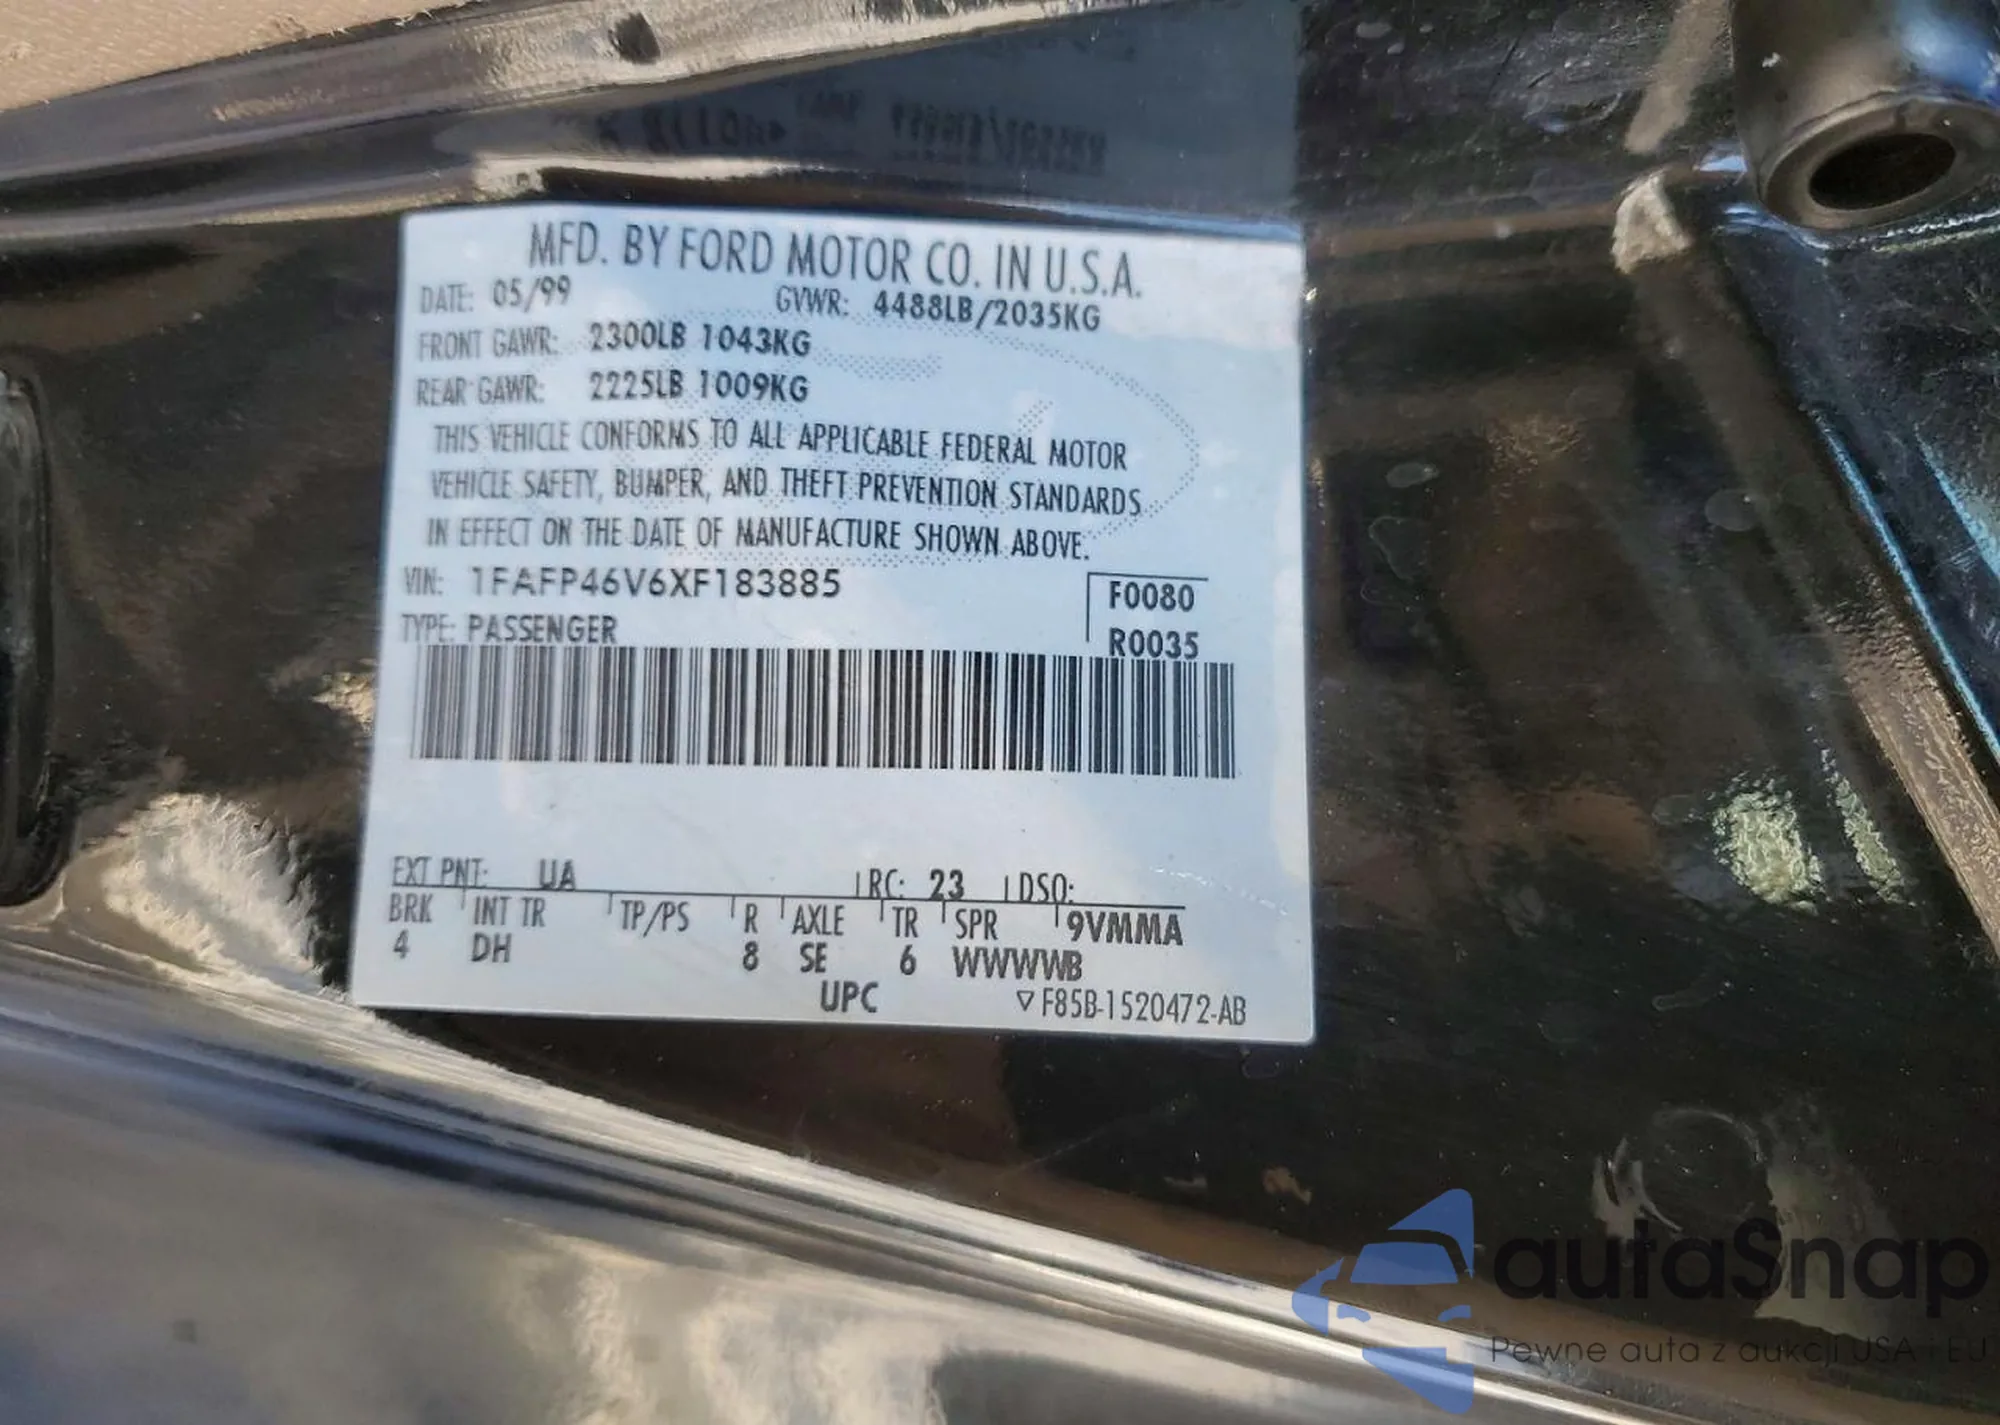 MFD. BY FORD MOTOR CO. IN U.S.A.
DATE: 05/99 GVWR: 4488LB/2035KG
FRONT GAWR: 2300LB 1043KG
REAR GAWR: 2225LB 1009KG
THIS VEHICLE CONFORMS TO ALL APPLICABLE FEDERAL MOTOR
VEHICLE SAFETY, BUMPER, AND THEFT PREVENTION STANDARDS
IN EFFECT ON THE DATE OF MANUFACTURE SHOWN ABOVE.
VIN: 1FAFP46V6XF183885 F0080
TYPE: PASSENGER R0035
EXT PNT: UA RC: 23 DSO:
BRK INT TR TP/PS R AXLE TR SPR 9VMMA
4 DH 8 SE 6 WWWWB
UPC ▽F85B-1520472-AB
autaSnap
Pewne auta z aukcji USA i EU